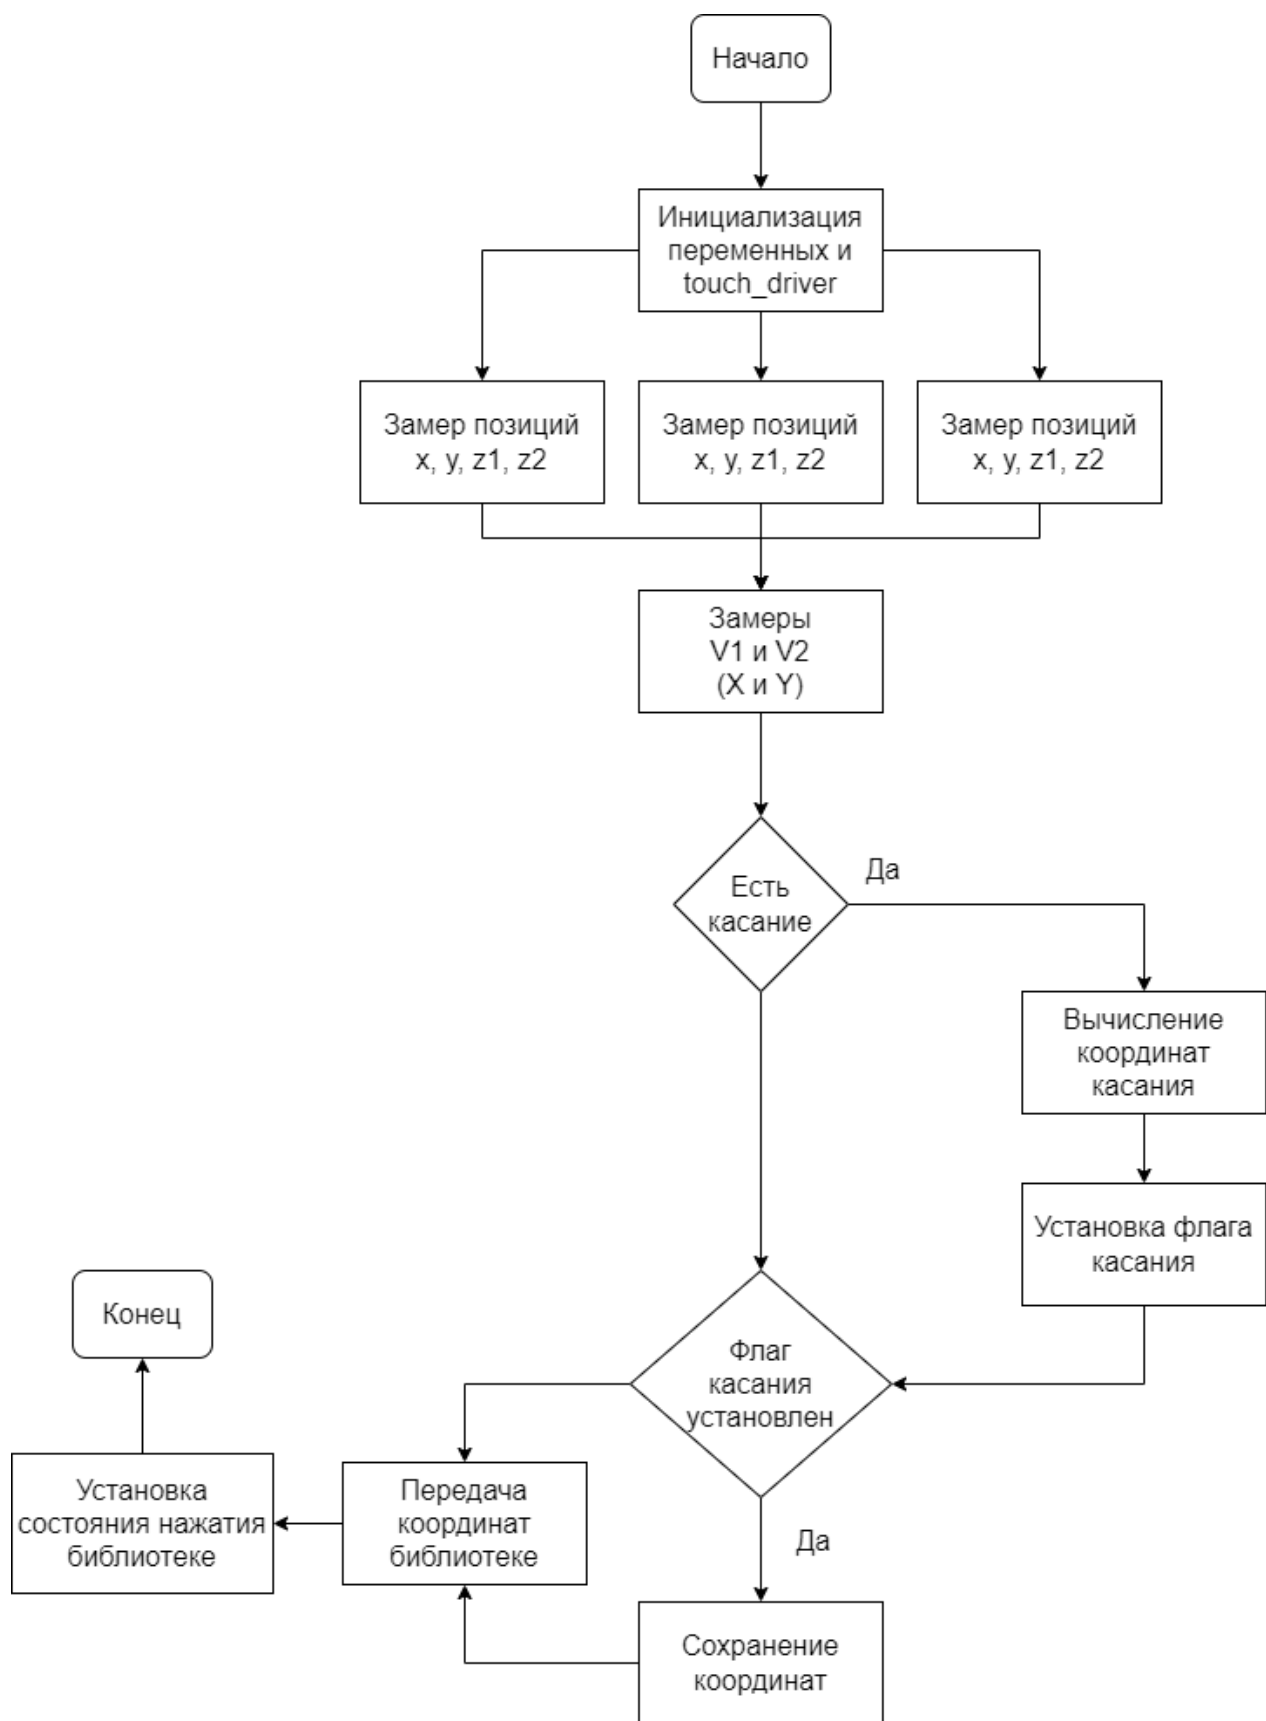 Начало
Инициализация
переменных и
touch_driver
Замер позиций
x, y, z1, z2
Замер позиций
x, y, z1, z2
Замер позиций
x, y, z1, z2
Замеры
V1 и V2
(X и Y)
Есть
касание
Да
Вычисление
координат
касания
Установка флага
касания
Флаг
касания
установлен
Да
Сохранение
координат
Передача
координат
библиотеке
Установка
состояния нажатия
библиотеке
Конец